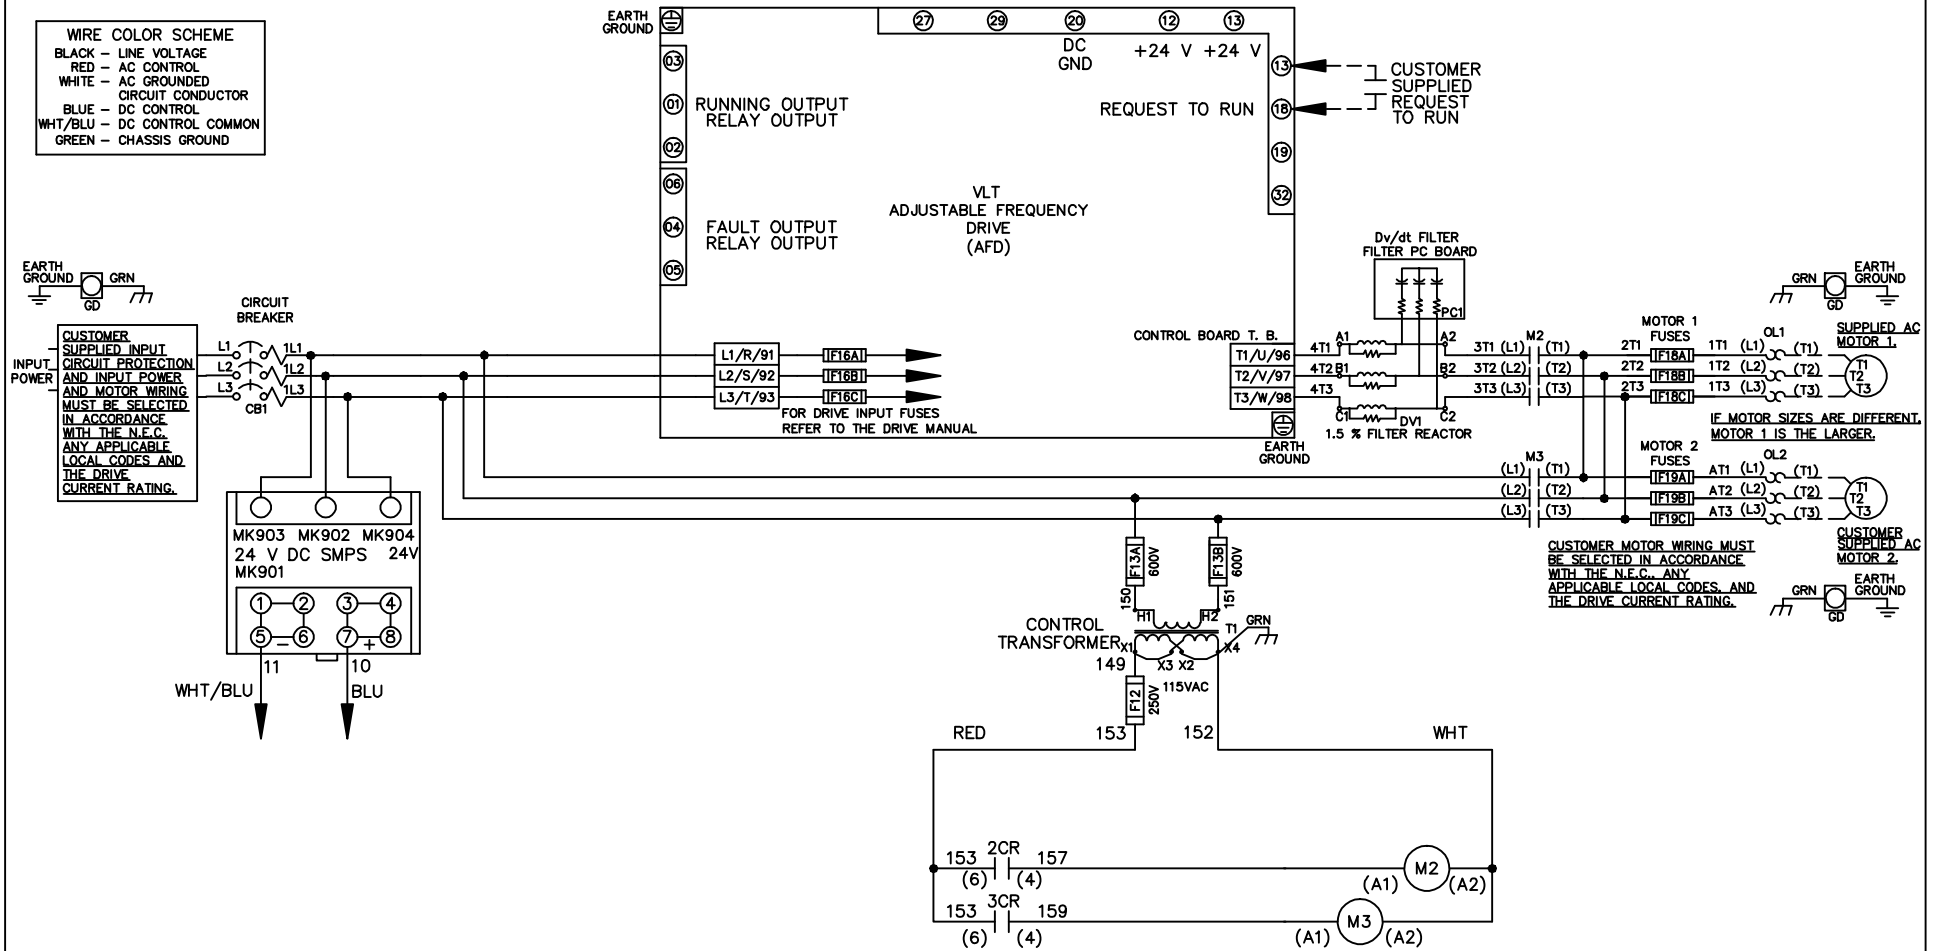 WIRE COLOR SCHEME
BLACK – LINE VOLTAGE
RED – AC CONTROL
WHITE – AC GROUNDED
CIRCUIT CONDUCTOR
BLUE – DC CONTROL
WHT/BLU – DC CONTROL COMMON
GREEN – CHASSIS GROUND
EARTH
GROUND
27
29
20
12
13
DC
GND
+24 V
+24 V
03
01
02
RUNNING OUTPUT
RELAY OUTPUT
06
04
05
FAULT OUTPUT
RELAY OUTPUT
VLT
ADJUSTABLE FREQUENCY
DRIVE
(AFD)
REQUEST TO RUN
13
18
19
32
CUSTOMER
SUPPLIED
REQUEST
TO RUN
EARTH
GROUND
GRN
GD
CIRCUIT
BREAKER
INPUT
POWER
CUSTOMER
SUPPLIED INPUT
CIRCUIT PROTECTION
AND INPUT POWER
AND MOTOR WIRING
MUST BE SELECTED
IN ACCORDANCE
WITH THE N.E.C.
ANY APPLICABLE
LOCAL CODES AND
THE DRIVE
CURRENT RATING.
L1
L2
L3
CB1
1L1
1L2
1L3
L1/R/91
L2/S/92
L3/T/93
F16A
F16B
F16C
FOR DRIVE INPUT FUSES
REFER TO THE DRIVE MANUAL
CONTROL BOARD T. B.
T1/U/96
T2/V/97
T3/W/98
EARTH
GROUND
Dv/dt FILTER
FILTER PC BOARD
PC1
4T1
4T2
4T3
A1
B1
C1
A2
B2
C2
DV1
1.5 % FILTER REACTOR
3T1 (L1)
3T2 (L2)
3T3 (L3)
M2
(T1)
(T2)
(T3)
2T1
2T2
2T3
MOTOR 1
FUSES
F18A
F18B
F18C
1T1 (L1)
1T2 (L2)
1T3 (L3)
OL1
(T1)
(T2)
(T3)
T1
T2
T3
GRN
GD
EARTH
GROUND
SUPPLIED AC
MOTOR 1.
IF MOTOR SIZES ARE DIFFERENT,
MOTOR 1 IS THE LARGER.
M3
(L1) (T1)
(L2) (T2)
(L3) (T3)
MOTOR 2
FUSES
F19A
F19B
F19C
AT1 (L1)
AT2 (L2)
AT3 (L3)
OL2
(T1)
(T2)
(T3)
T1
T2
T3
CUSTOMER
SUPPLIED AC
MOTOR 2.
CUSTOMER MOTOR WIRING MUST
BE SELECTED IN ACCORDANCE
WITH THE N.E.C., ANY
APPLICABLE LOCAL CODES, AND
THE DRIVE CURRENT RATING.
GRN
GD
EARTH
GROUND
MK903 MK902 MK904
24 V DC SMPS 24V
MK901
1 2 3 4
5 – 6 7 + 8
11
10
WHT/BLU
BLU
F13A
600V
F13B
600V
150
151
H1
H2
CONTROL
TRANSFORMER
T1
GRN
X1
X3 X2
X4
149
115VAC
F12
250V
153
152
RED
WHT
153 2CR 157
(6) (4)
M2
(A1) (A2)
153 3CR 159
(6) (4)
M3
(A1) (A2)